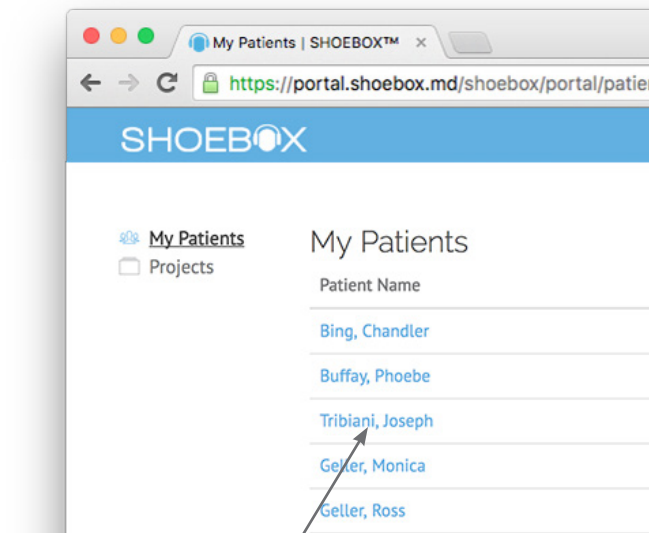 My Patients | SHOEBOX™ ×
https://portal.shoebox.md/shoebox/portal/patie
SHOEBOX
My Patients
Projects
My Patients
Patient Name
Bing, Chandler
Buffay, Phoebe
Tribiani, Joseph
Geller, Monica
Geller, Ross